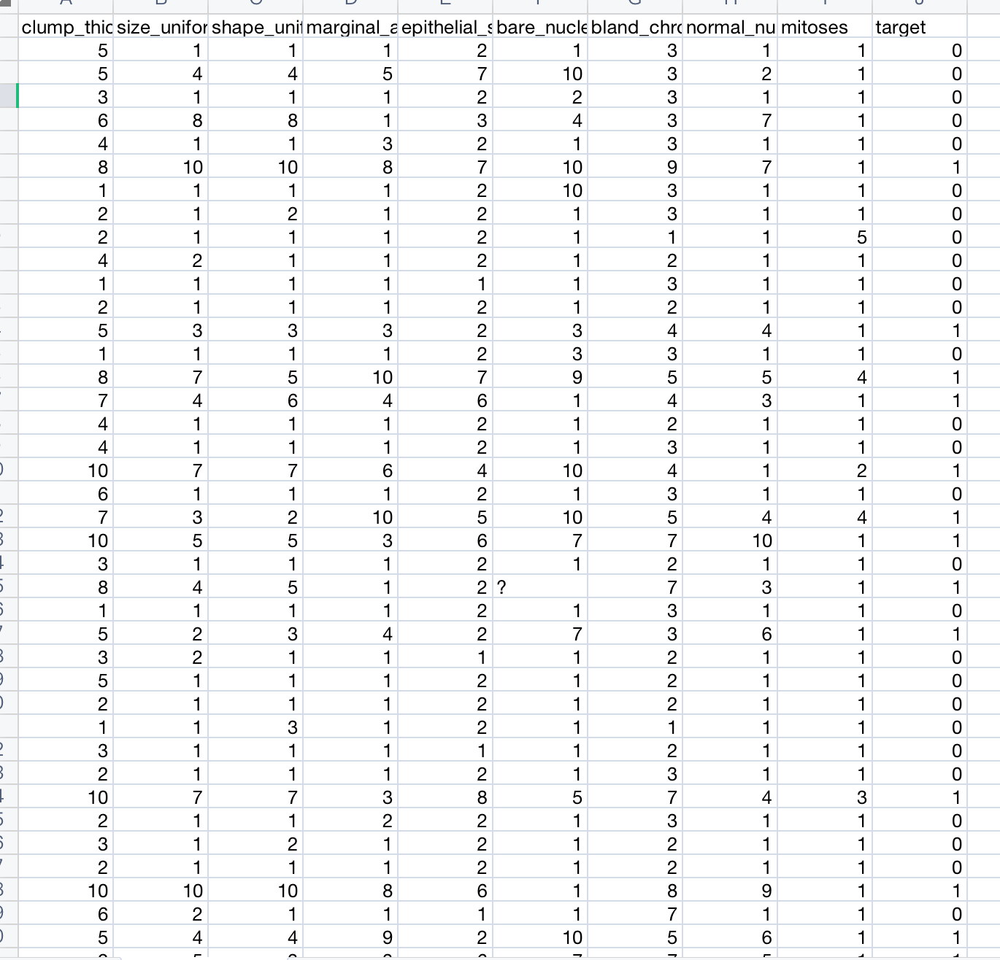 clump_thic size_unifor shape_unif marginal_a epithelial_s bare_nucle bland_chro normal_nu mitoses target
5 1 1 1 2 1 3 1 1 0
5 4 4 5 7 10 3 2 1 0
3 1 1 1 2 2 3 1 1 0
6 8 8 1 3 4 3 7 1 0
4 1 1 3 2 1 3 1 1 0
8 10 10 8 7 10 9 7 1 1
1 1 1 1 2 10 3 1 1 0
2 1 2 1 2 1 3 1 1 0
2 1 1 1 2 1 1 1 5 0
4 2 1 1 2 1 2 1 1 0
1 1 1 1 1 1 3 1 1 0
2 1 1 1 2 1 2 1 1 0
5 3 3 3 2 3 4 4 1 1
1 1 1 1 2 3 3 1 1 0
8 7 5 10 7 9 5 5 4 1
7 4 6 4 6 1 4 3 1 1
4 1 1 1 2 1 2 1 1 0
4 1 1 1 2 1 3 1 1 0
10 7 7 6 4 10 4 1 2 1
6 1 1 1 2 1 3 1 1 0
7 3 2 10 5 10 5 4 4 1
10 5 5 3 6 7 7 10 1 1
3 1 1 1 2 1 2 1 1 0
8 4 5 1 2 ? 7 3 1 1
1 1 1 1 2 1 3 1 1 0
5 2 3 4 2 7 3 6 1 1
3 2 1 1 1 1 2 1 1 0
5 1 1 1 2 1 2 1 1 0
2 1 1 1 2 1 2 1 1 0
1 1 3 1 2 1 1 1 1 0
3 1 1 1 1 1 2 1 1 0
2 1 1 1 2 1 3 1 1 0
10 7 7 3 8 5 7 4 3 1
2 1 1 2 2 1 3 1 1 0
3 1 2 1 2 1 2 1 1 0
2 1 1 1 2 1 2 1 1 0
10 10 10 8 6 1 8 9 1 1
6 2 1 1 1 1 7 1 1 0
5 4 4 9 2 10 5 6 1 1